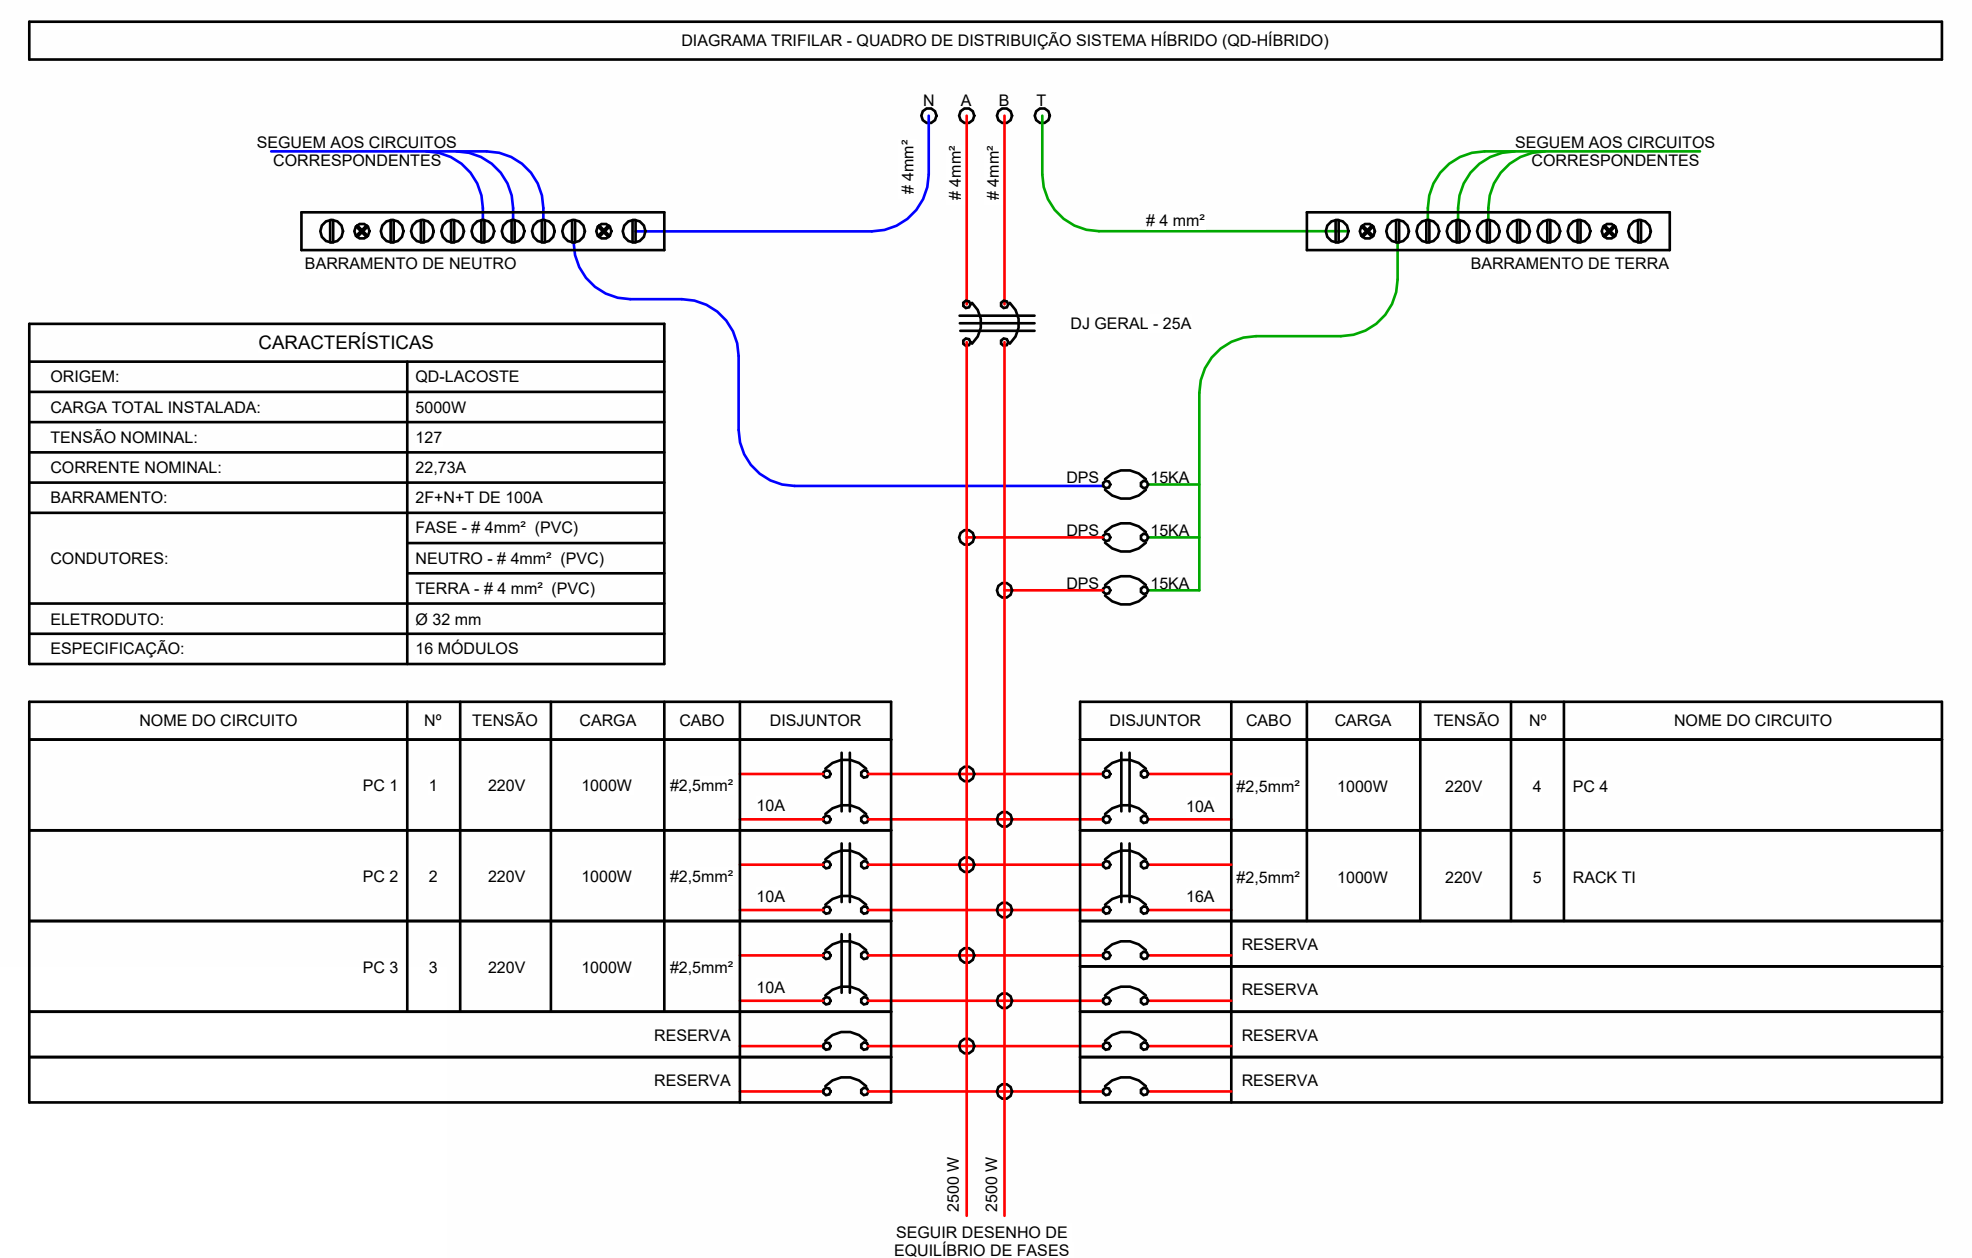 DIAGRAMA TRIFILAR - QUADRO DE DISTRIBUIÇÃO SISTEMA HÍBRIDO (QD-HÍBRIDO)
N A B T
# 4mm²
# 4mm²
# 4mm²
# 4 mm²
SEGUEM AOS CIRCUITOS
CORRESPONDENTES
BARRAMENTO DE NEUTRO
SEGUEM AOS CIRCUITOS
CORRESPONDENTES
BARRAMENTO DE TERRA
DJ GERAL - 25A
CARACTERÍSTICAS
ORIGEM: QD-LACOSTE
CARGA TOTAL INSTALADA: 5000W
TENSÃO NOMINAL: 127
CORRENTE NOMINAL: 22,73A
BARRAMENTO: 2F+N+T DE 100A
CONDUTORES:
FASE - # 4mm² (PVC)
NEUTRO - # 4mm² (PVC)
TERRA - # 4 mm² (PVC)
ELETRODUTO: Ø 32 mm
ESPECIFICAÇÃO: 16 MÓDULOS
DPS 15KA
DPS 15KA
DPS 15KA
NOME DO CIRCUITO Nº TENSÃO CARGA CABO DISJUNTOR
PC 1 1 220V 1000W #2,5mm² 10A
PC 2 2 220V 1000W #2,5mm² 10A
PC 3 3 220V 1000W #2,5mm² 10A
RESERVA
RESERVA
DISJUNTOR CABO CARGA TENSÃO Nº NOME DO CIRCUITO
10A #2,5mm² 1000W 220V 4 PC 4
16A #2,5mm² 1000W 220V 5 RACK TI
RESERVA
RESERVA
RESERVA
RESERVA
2500 W
2500 W
SEGUIR DESENHO DE
EQUILÍBRIO DE FASES